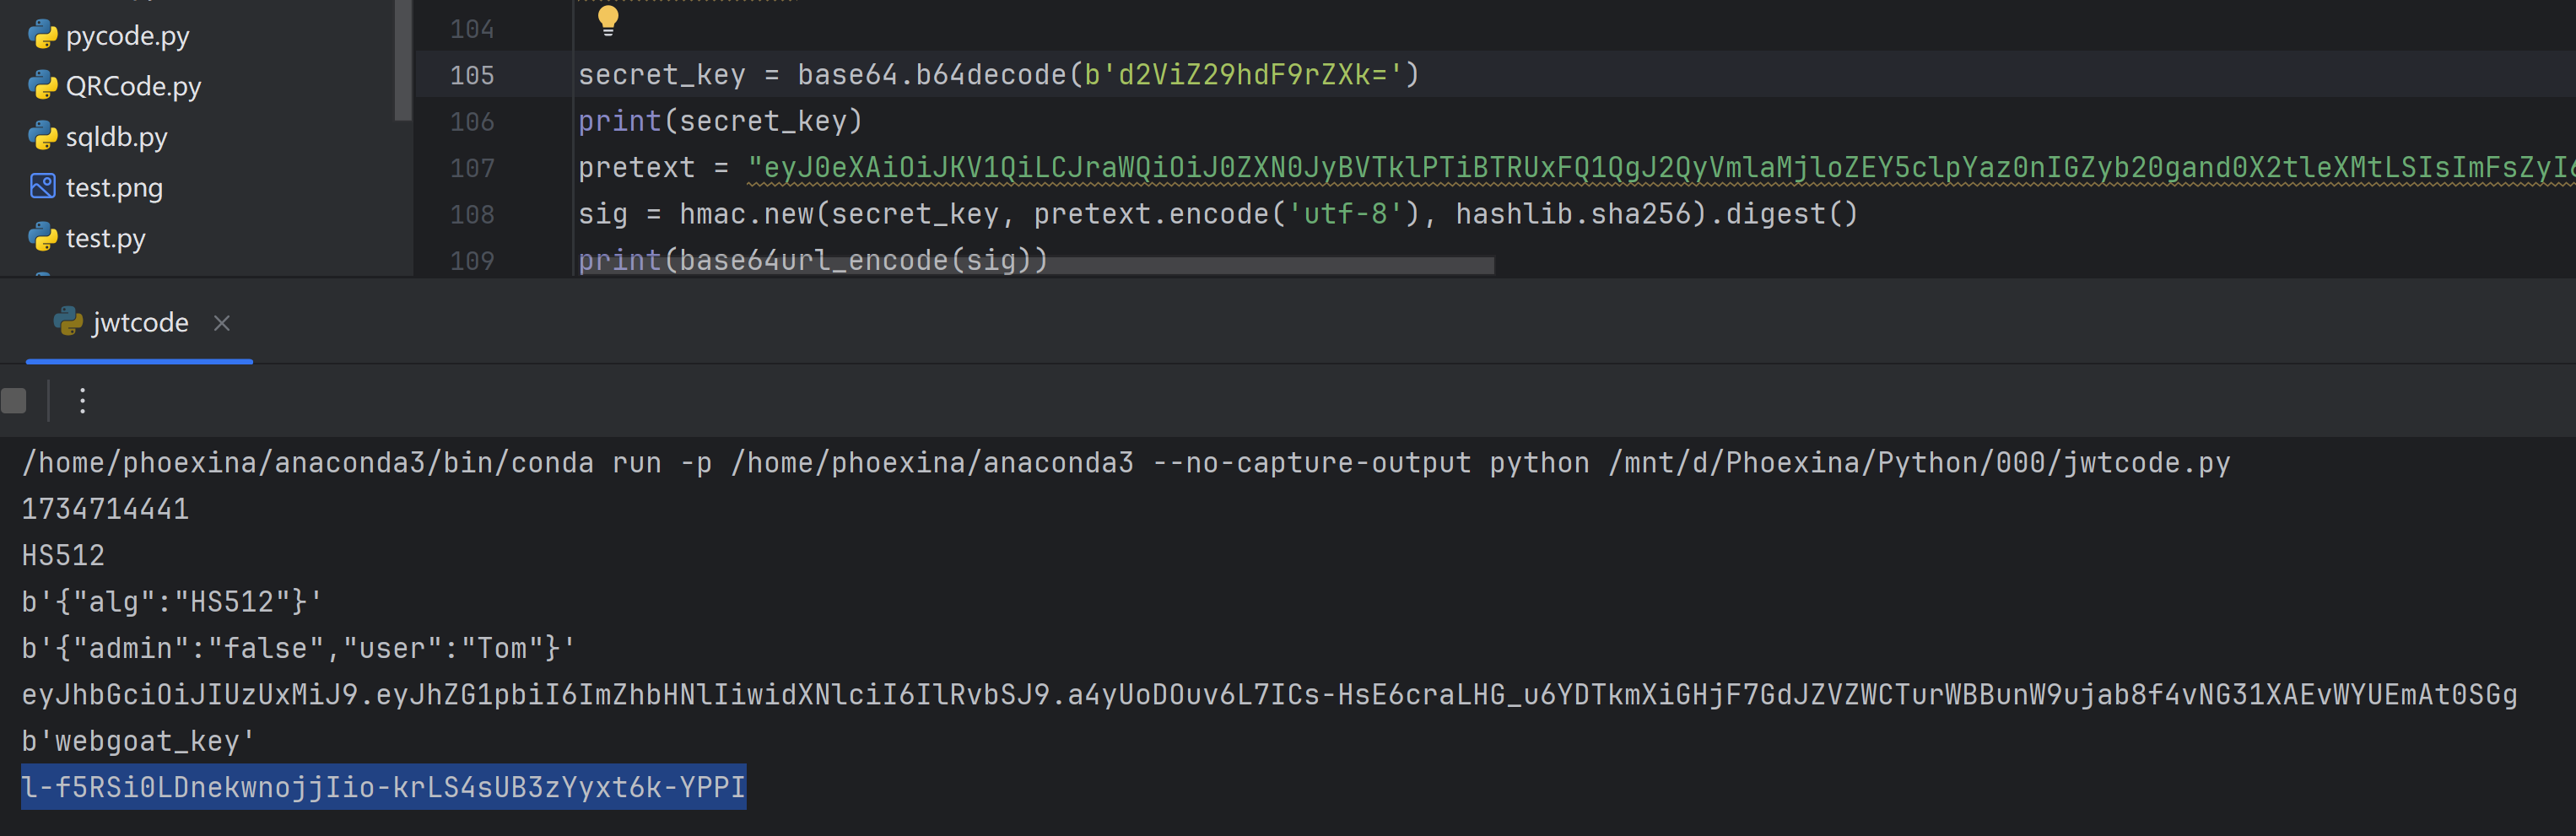 pycode.py
QRCode.py
sqldb.py
test.png
test.py
104
105 secret_key = base64.b64decode(b'd2ViZ29hdF9rZXk=')
106 print(secret_key)
107 pretext = "eyJ0eXAiOiJKV1QiLCJraWQiOiJ0ZXN0JyBVTklPTiBTRUxFQ1QgJ2QyVmlaMjloZEY5clpYaz0nIGZyb20gand0X2tleXMtLSIsImFsZyI6
108 sig = hmac.new(secret_key, pretext.encode('utf-8'), hashlib.sha256).digest()
109 print(base64url_encode(sig))
jwtcode
/home/phoexina/anaconda3/bin/conda run -p /home/phoexina/anaconda3 --no-capture-output python /mnt/d/Phoexina/Python/000/jwtcode.py
1734714441
HS512
b'{"alg":"HS512"}'
b'{"admin":"false","user":"Tom"}'
eyJhbGciOiJIUzUxMiJ9.eyJhZG1pbiI6ImZhbHNlIiwidXNlciI6IlRvbSJ9.a4yUoDOuv6L7ICs-HsE6craLHG_u6YDTkmXiGHjF7GdJZVZWCTurWBBunW9ujab8f4vNG31XAEvWYUEmAt0SGg
b'webgoat_key'
l-f5RSi0LDnekwnojjIio-krLS4sUB3zYyxt6k-YPPI